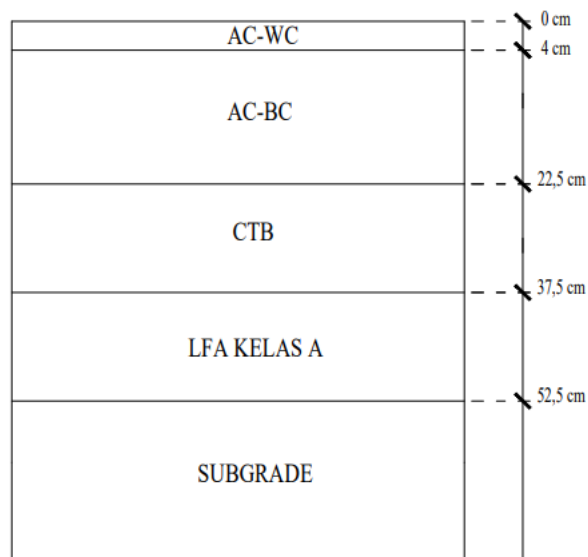 0 cm
AC-WC
4 cm
AC-BC
22,5 cm
CTB
37,5 cm
LFA KELAS A
52,5 cm
SUBGRADE